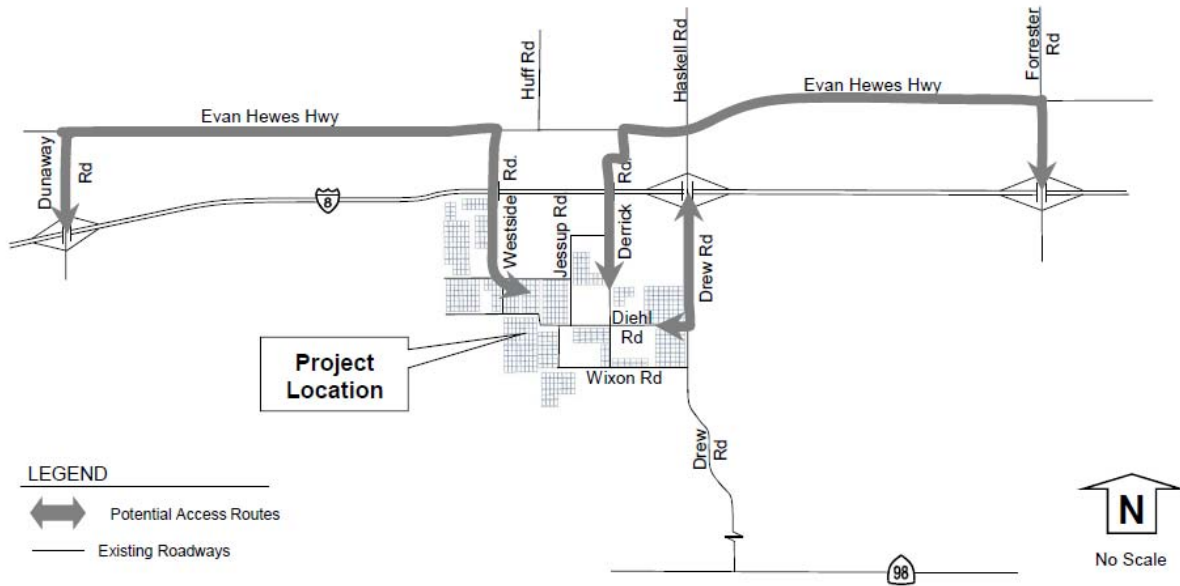 Huff Rd
Haskell Rd
Forrester
Rd
Evan Hewes Hwy
Evan Hewes Hwy
Dunaway
Rd
8
Westside
Rd.
Jessup Rd
Derrick
Rd.
Drew Rd
Diehl
Rd
Wixon Rd
Project
Location
Drew
Rd
LEGEND
Potential Access Routes
Existing Roadways
N
No Scale
98